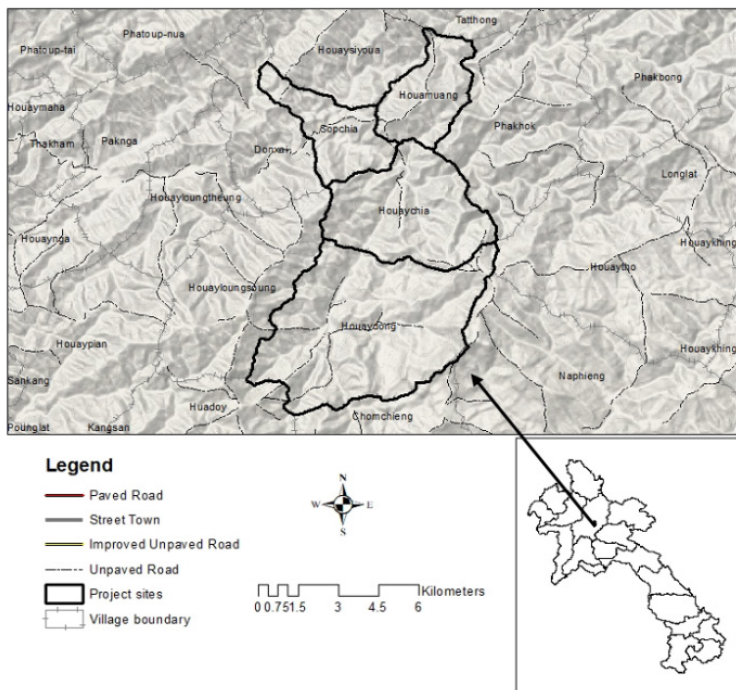 Tatthong
Phatoup-tai
Phatoup-nua
Houaysiyoua
Phakbong
Houaymaha
Houamuang
Phakhok
Sopchia
Thakham
Paknga
Donxai
Longlat
Houayloungtheung
Houaychia
Houaynga
Houaykhing
Houaytho
Houayloungsoung
Houaytong
Houaypian
Houaykhing
Sankang
Naphieng
Huadoy
Chomchieng
Pounglat
Kangsan
Legend
Paved Road
Street Town
Improved Unpaved Road
Unpaved Road
Project sites
Village boundary
N
W E
S
Kilometers
0 0.75 1.5 3 4.5 6